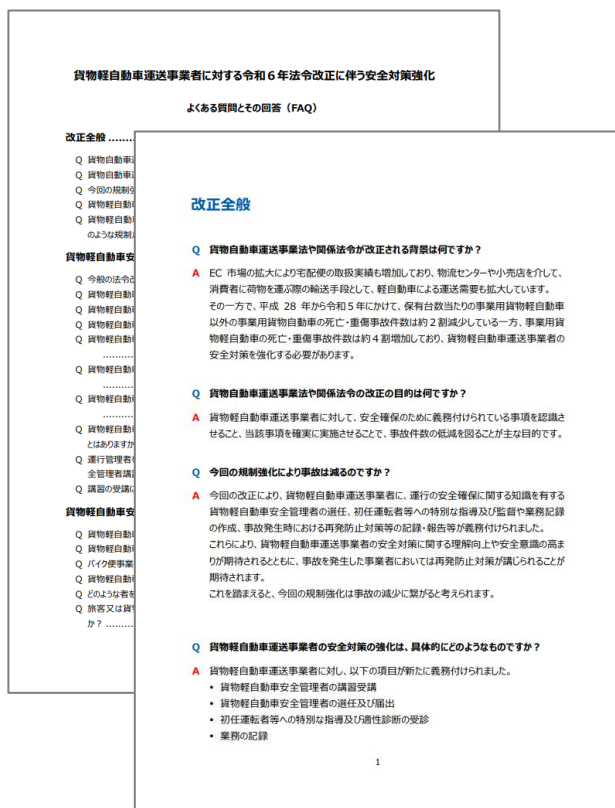 貨物軽自動車運送事業者に対する令和６年法令改正に伴う安全対策強化
よくある質問とその回答（FAQ）
改正全般 ........
Q 貨物自動車
Q 貨物自動車
Q 今回の規制
Q 貨物軽自動
Q 貨物軽自動
のような規制
貨物軽自動車安
Q 今般の法令
Q 貨物軽自動
Q 貨物軽自動
Q 貨物軽自動
Q 貨物軽自動
..........
Q 貨物軽自動
..........
Q 貨物軽自動
..........
Q 貨物軽自動
とはありますか
Q 運行管理者
全管理者講
Q 講習の受講に
貨物軽自動車安
Q 貨物軽自動
Q 貨物軽自動
Q バイク便事業
Q 貨物軽自動
Q どのような者を
Q 旅客又は貨
か？ ..........
改正全般
Q 貨物自動車運送事業法や関係法令が改正される背景は何ですか？
A EC 市場の拡大により宅配便の取扱実績も増加しており、物流センターや小売店を介して、
消費者に荷物を運ぶ際の輸送手段として、軽自動車による運送需要も拡大しています。
その一方で、平成 28 年から令和５年にかけて、保有台数当たりの事業用貨物軽自動車
以外の事業用貨物自動車の死亡・重傷事故件数は約２割減少している一方、事業用貨
物軽自動車の死亡・重傷事故件数は約４割増加しており、貨物軽自動車運送事業者の
安全対策を強化する必要があります。
Q 貨物自動車運送事業法や関係法令の改正の目的は何ですか？
A 貨物軽自動車運送事業者に対して、安全確保のために義務付けられている事項を認識さ
せること、当該事項を確実に実施させることで、事故件数の低減を図ることが主な目的です。
Q 今回の規制強化により事故は減るのですか？
A 今回の改正により、貨物軽自動車運送事業者に、運行の安全確保に関する知識を有する
貨物軽自動車安全管理者の選任、初任運転者等への特別な指導及び監督や業務記録
の作成、事故発生時における再発防止対策等の記録・報告等が義務付けられました。
これらにより、貨物軽自動車運送事業者の安全対策に関する理解向上や安全意識の高ま
りが期待されるとともに、事故を発生した事業者においては再発防止対策が講じられることが
期待されます。
これを踏まえると、今回の規制強化は事故の減少に繋がると考えられます。
Q 貨物軽自動車運送事業者の安全対策の強化は、具体的にどのようなものですか？
A 貨物軽自動車運送事業者に対し、以下の項目が新たに義務付けられました。
• 貨物軽自動車安全管理者の講習受講
• 貨物軽自動車安全管理者の選任及び届出
• 初任運転者等への特別な指導及び適性診断の受診
• 業務の記録
1